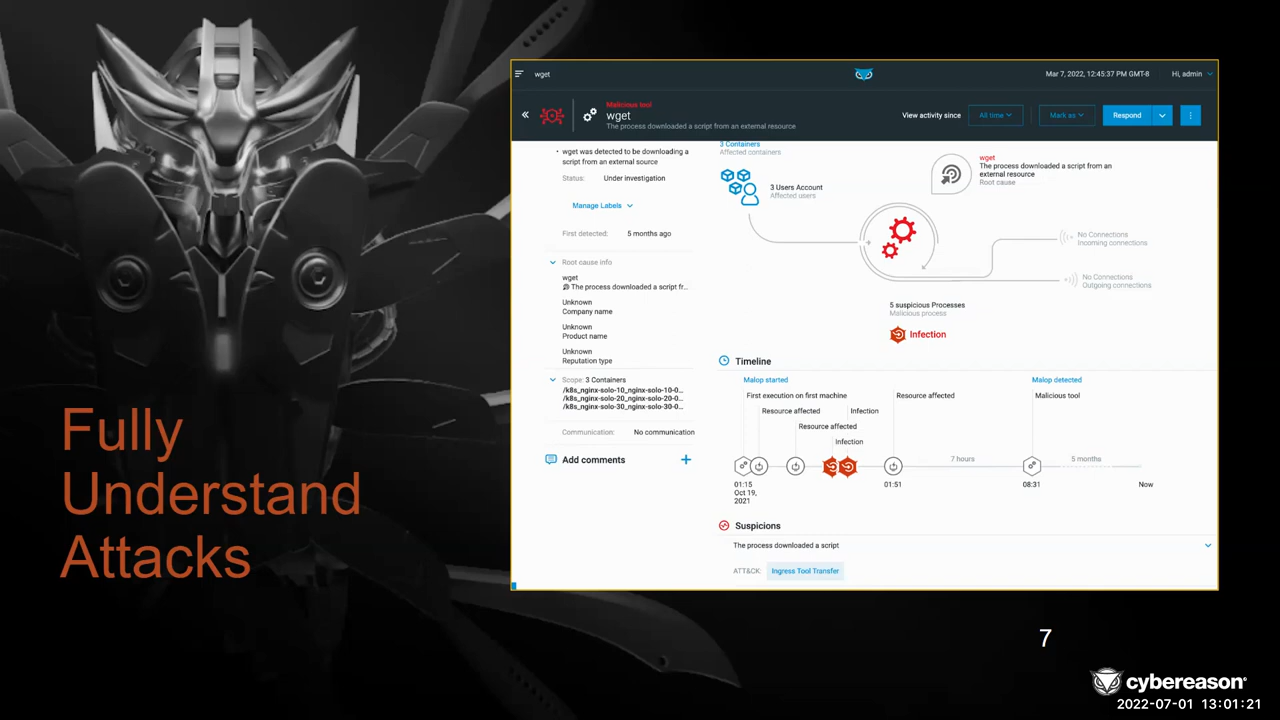 Fully
Understand
Attacks
wget
Mar 7, 2022, 12:45:37 PM GMT-8
Hi, admin
Malicious tool
wget
The process downloaded a script from an external resource
View activity since
All time
Mark as
Respond
• wget was detected to be downloading a
script from an external source
Status: Under investigation
Manage Labels
First detected: 5 months ago
Root cause info
wget
The process downloaded a script fr...
Unknown
Company name
Unknown
Product name
Unknown
Reputation type
Scope: 3 Containers
/k8s_nginx-solo-10_nginx-solo-10-0...
/k8s_nginx-solo-20_nginx-solo-20-0...
/k8s_nginx-solo-30_nginx-solo-30-0...
Communication: No communication
Add comments
3 Containers
Affected containers
3 Users Account
Affected users
wget
The process downloaded a script from an
external resource
Root cause
No Connections
Incoming connections
No Connections
Outgoing connections
5 suspicious Processes
Malicious process
Infection
Timeline
Malop started
Malop detected
First execution on first machine
Resource affected
Malicious tool
Resource affected
Infection
Resource affected
Infection
7 hours
5 months
01:15
Oct 19,
2021
01:51
08:31
Now
Suspicions
The process downloaded a script
ATT&CK: Ingress Tool Transfer
7
cybereason
2022-07-01 13:01:21